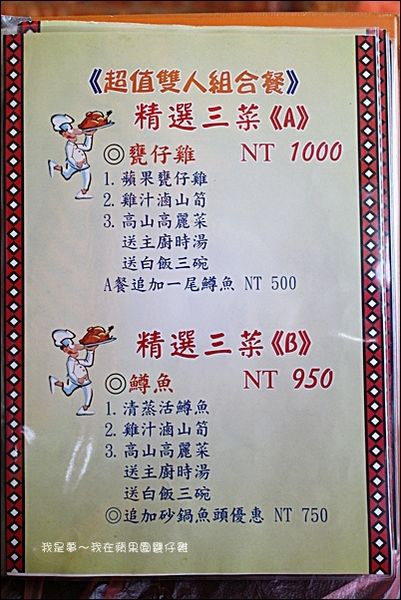 《超值雙人組合餐》
精選三菜《A》
◎甕仔雞 NT 1000
1. 蘋果甕仔雞
2. 雞汁滷山筍
3. 高山高麗菜
送主廚時湯
送白飯三碗
A餐追加一尾鱒魚 NT 500
精選三菜《B》
◎鱒魚 NT 950
1. 清蒸活鱒魚
2. 雞汁滷山筍
3. 高山高麗菜
送主廚時湯
送白飯三碗
◎追加砂鍋魚頭優惠 NT 750
我是夢～我在蘋果園甕仔雞